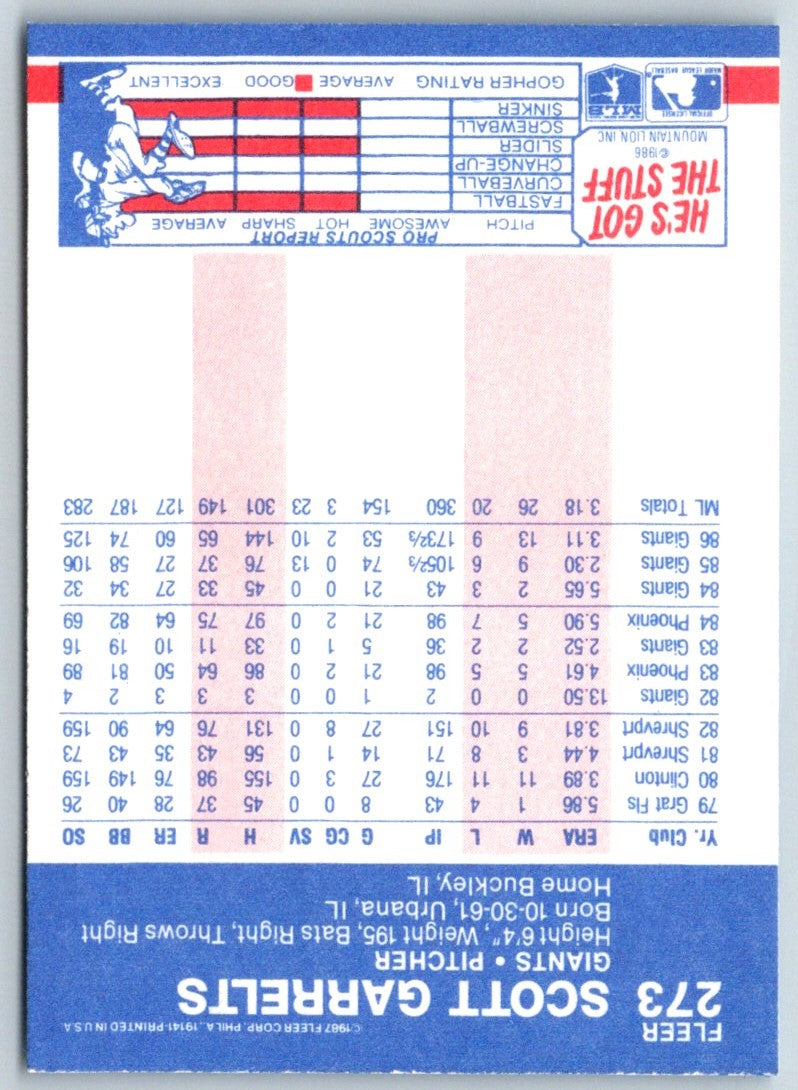 FLEER ©1987 FLEER CORP. PHILA., 19141-PRINTED IN U.S.A
273 SCOTT GARRELTS
GIANTS • PITCHER
Height 6'4", Weight 195, Bats Right, Throws Right
Born 10-30-61, Urbana, IL
Home Buckley, IL
Yr. Club ERA W L IP G CG SV H R ER BB SO
79 Grat Fls 5.86 1 4 43 8 0 0 45 37 28 40 26
80 Clinton 3.89 11 11 176 27 3 0 155 98 76 149 159
81 Shrevprt 4.44 3 8 71 14 1 0 56 43 35 43 73
82 Shrevprt 3.81 9 10 151 27 8 0 131 76 64 90 159
82 Giants 13.50 0 0 2 1 0 0 3 3 3 2 4
83 Phoenix 4.61 5 5 98 21 2 0 86 64 50 81 89
83 Giants 2.52 2 2 36 5 1 0 33 11 10 19 16
84 Phoenix 5.90 5 7 98 21 2 0 97 75 64 82 69
84 Giants 5.65 2 3 43 21 0 0 45 33 27 34 32
85 Giants 2.30 9 6 105 2/3 74 0 13 76 37 27 58 106
86 Giants 3.11 13 9 173 2/3 53 2 10 144 65 60 74 125
ML Totals 3.18 26 20 360 154 3 23 301 149 127 187 283
PRO SCOUTS REPORT
HE'S GOT
THE STUFF
©1986
MOUNTAIN LION INC
MLB
OFFICIAL LICENSEE
MAJOR LEAGUE BASEBALL
PITCH AWESOME HOT SHARP AVERAGE
FASTBALL
CURVEBALL
CHANGE-UP
SLIDER
SCREWBALL
SINKER
GOPHER RATING AVERAGE GOOD EXCELLENT